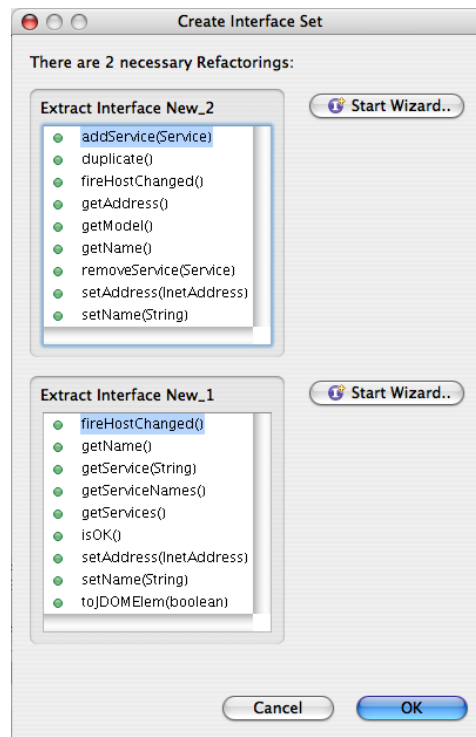 Create Interface Set
There are 2 necessary Refactorings:
Extract Interface New_2
Start Wizard..
addService(Service)
duplicate()
fireHostChanged()
getAddress()
getModel()
getName()
removeService(Service)
setAddress(InetAddress)
setName(String)
Extract Interface New_1
Start Wizard..
fireHostChanged()
getName()
getService(String)
getServiceNames()
getServices()
isOK()
setAddress(InetAddress)
setName(String)
toJDOMElem(boolean)
Cancel
OK